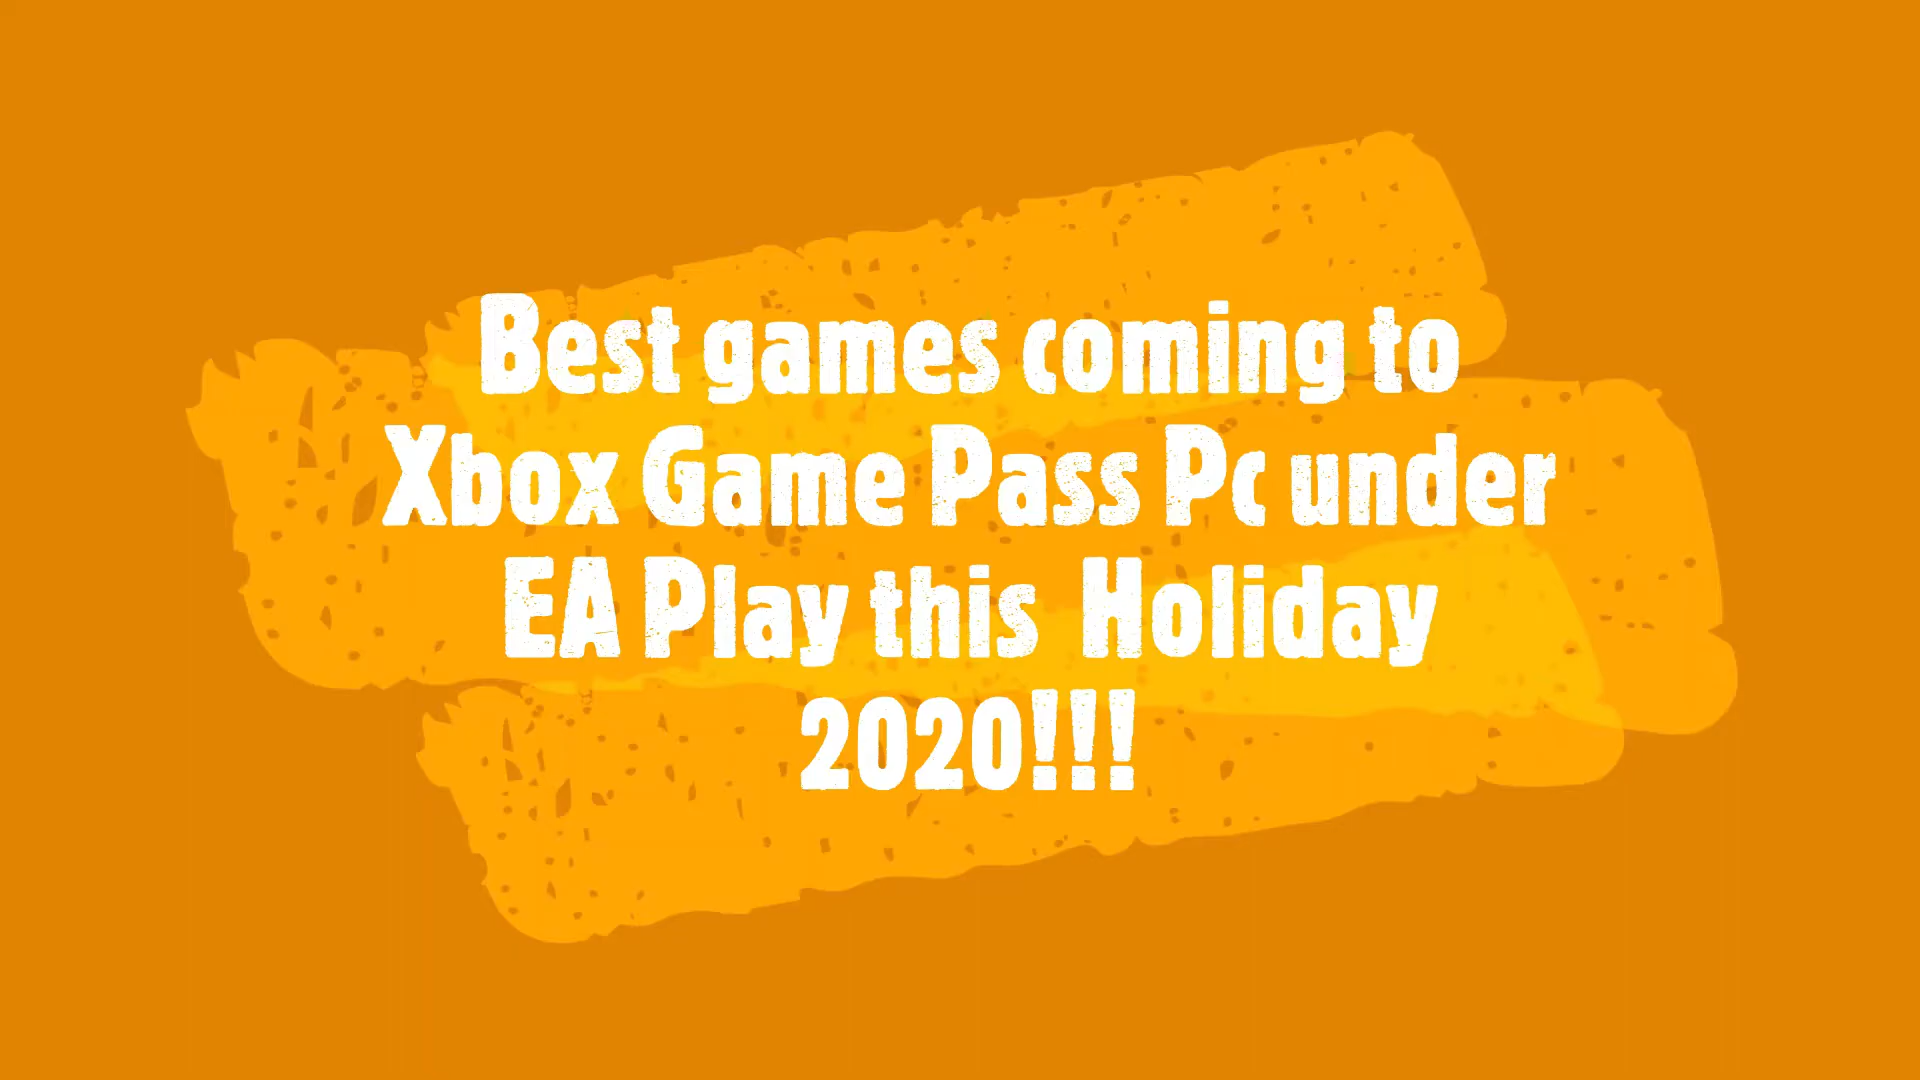 Best games coming to
Xbox Game Pass Pc under
EA Play this Holiday
2020!!!